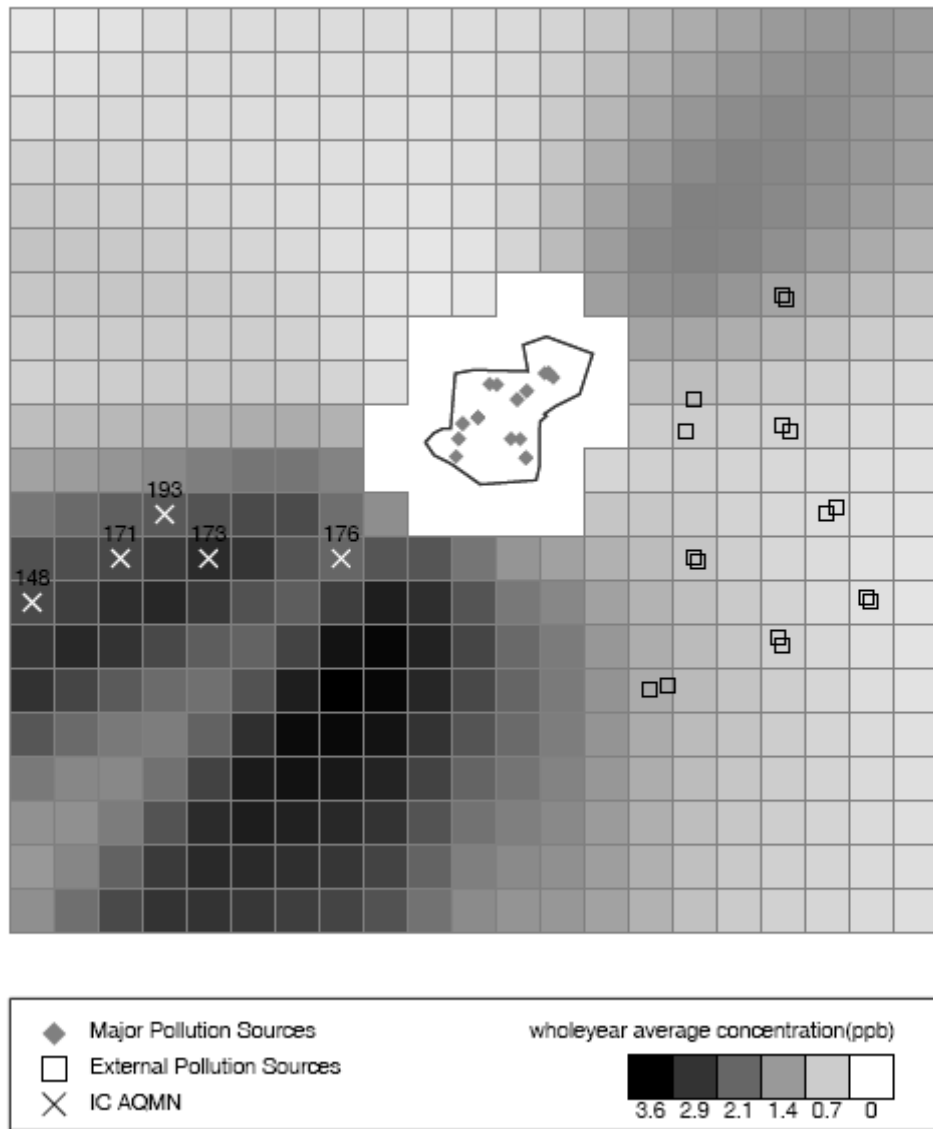 193
171 173 176
148
Major Pollution Sources
External Pollution Sources
IC AQMN
wholeyear average concentration(ppb)
3.6 2.9 2.1 1.4 0.7 0